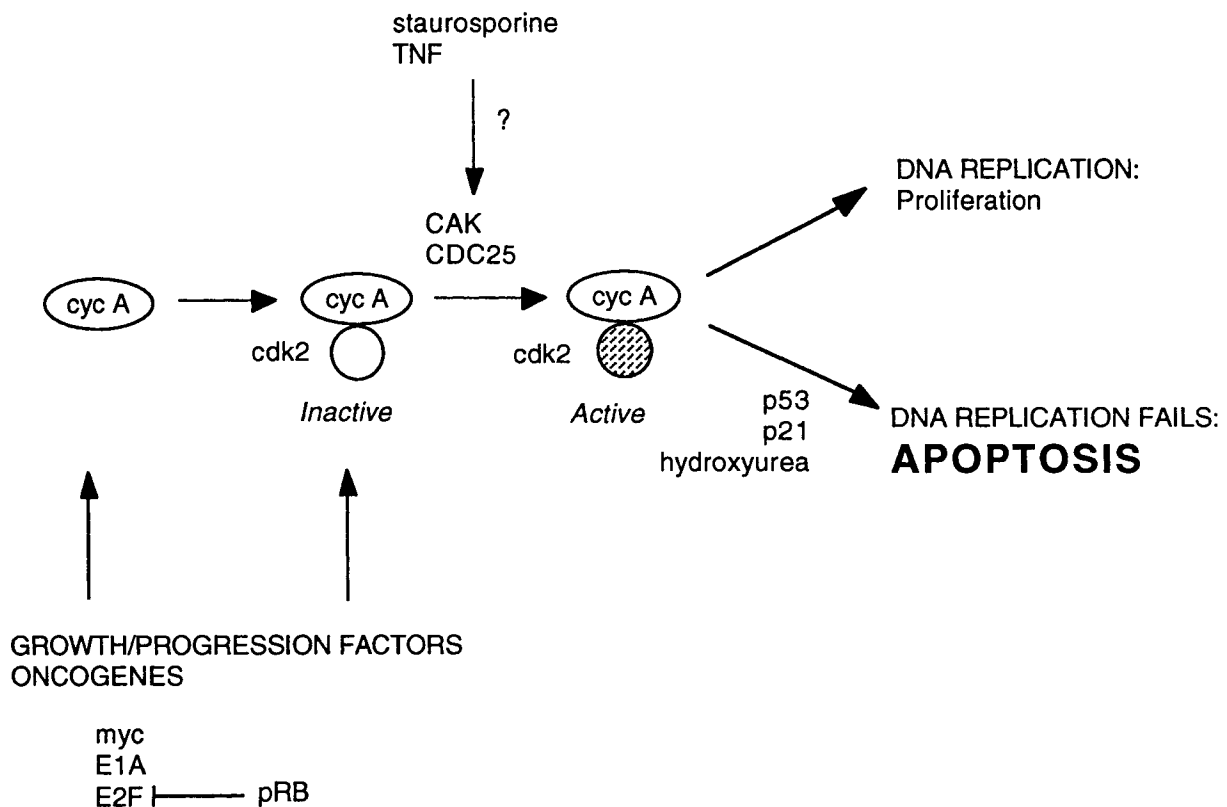 staurosporine
TNF
?
DNA REPLICATION:
Proliferation
CAK
CDC25
cyc A
cyc A
cyc A
cdk2
cdk2
Inactive
Active
p53
p21
hydroxyurea
DNA REPLICATION FAILS:
APOPTOSIS
GROWTH/PROGRESSION FACTORS
ONCOGENES
myc
E1A
E2F
pRB